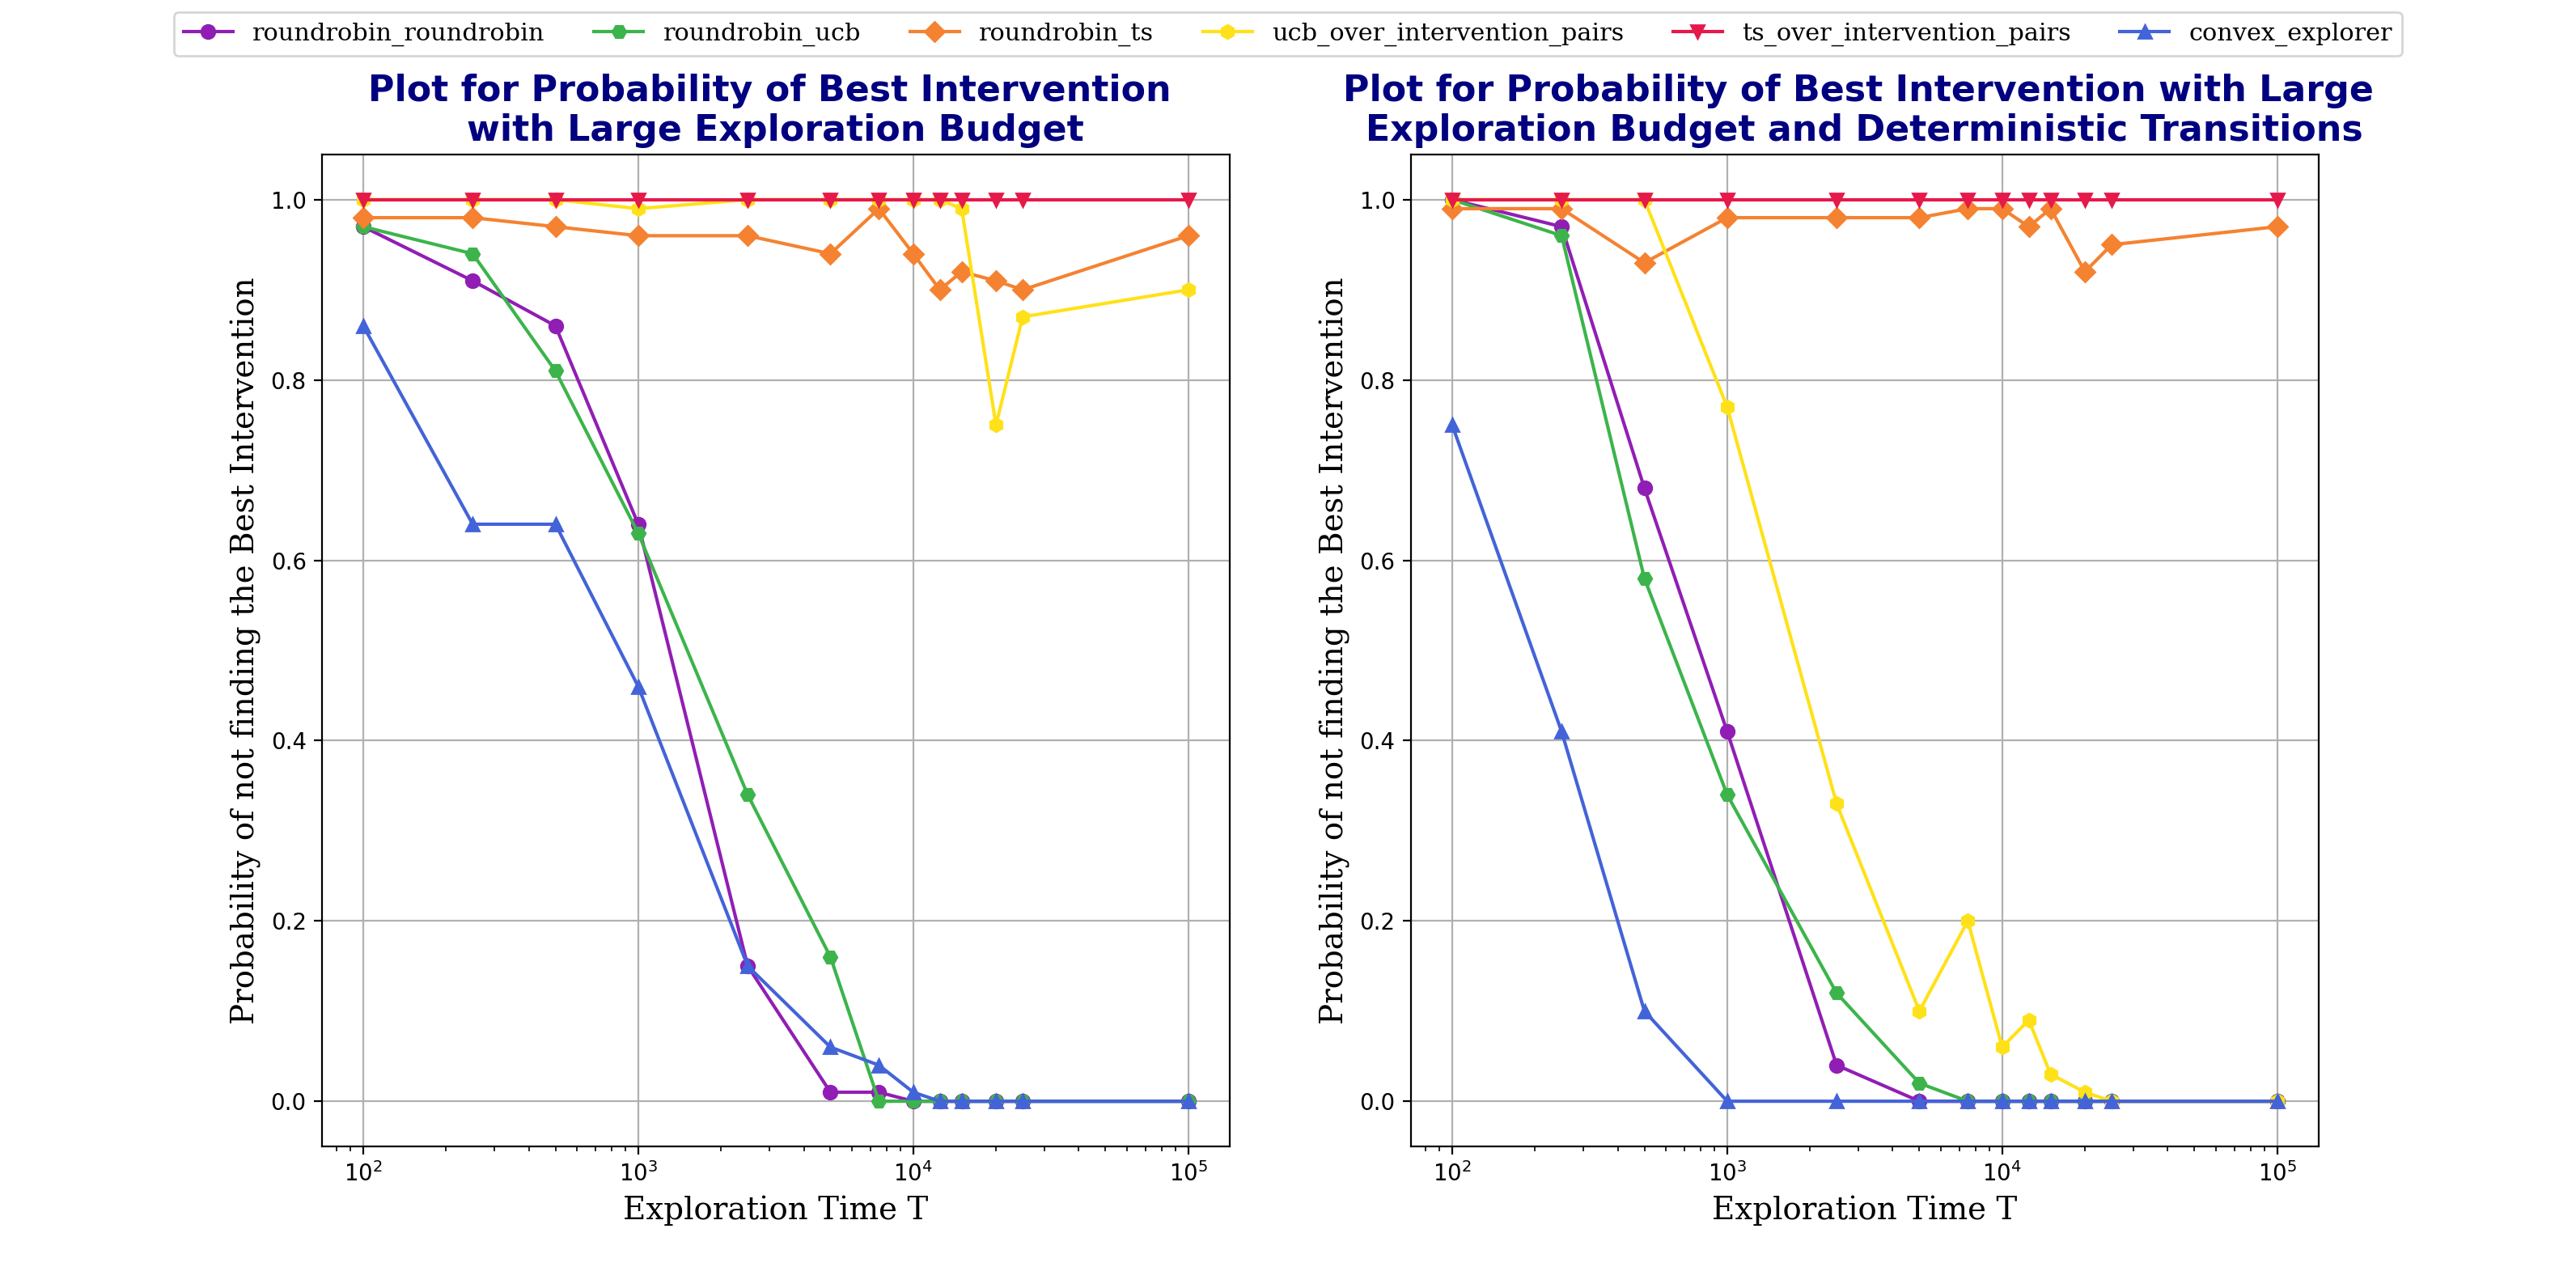 roundrobin_roundrobin roundrobin_ucb roundrobin_ts ucb_over_intervention_pairs ts_over_intervention_pairs convex_explorer
Plot for Probability of Best Intervention
with Large Exploration Budget
Probability of not finding the Best Intervention
1.0
0.8
0.6
0.4
0.2
0.0
10² 10³ 10⁴ 10⁵
Exploration Time T
Plot for Probability of Best Intervention with Large
Exploration Budget and Deterministic Transitions
Probability of not finding the Best Intervention
1.0
0.8
0.6
0.4
0.2
0.0
10² 10³ 10⁴ 10⁵
Exploration Time T